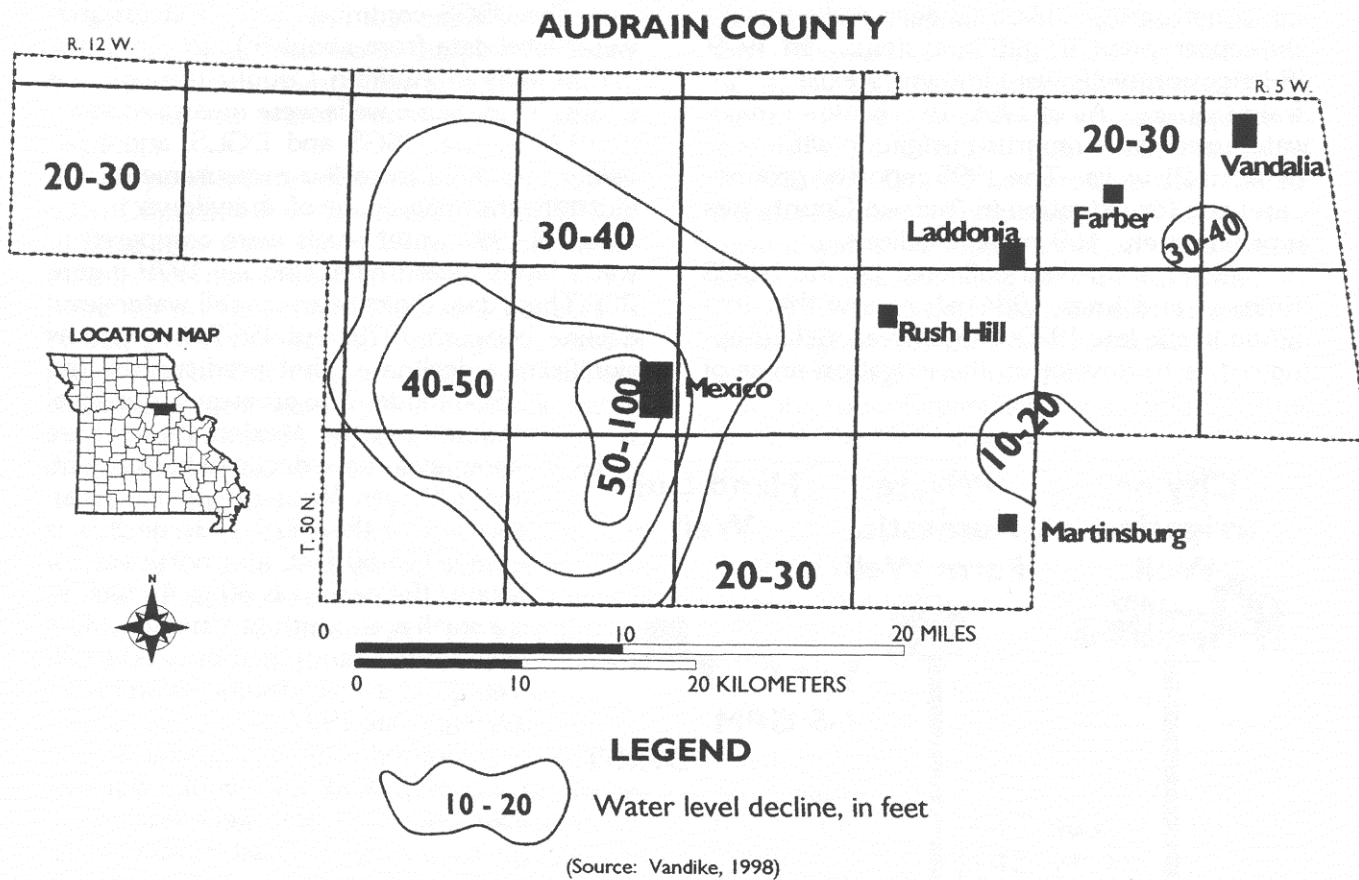 AUDRAIN COUNTY
R. 12 W.
R. 5 W.
20-30
20-30
Vandalia
Farber
30-40
Laddonia
30-40
Rush Hill
LOCATION MAP
40-50
50-100
Mexico
10-20
T. 50 N.
Martinsburg
20-30
N
0 10 20 MILES
0 10 20 KILOMETERS
LEGEND
10 - 20 Water level decline, in feet
(Source: Vandike, 1998)